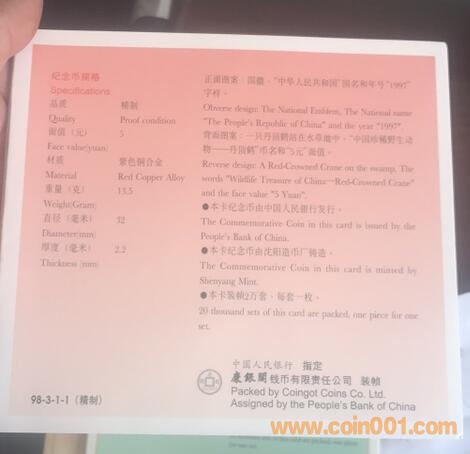 纪念币规格
Specifications
品质 精制
Quality Proof condition
面值（元） 5
Face value(yuan)
材质 紫色铜合金
Material Red Copper Alloy
重量（克） 13.5
Weight(Gram)
直径（毫米） 32
Diameter(mm)
厚度（毫米） 2.2
Thickness (mm)
正面图案：国徽、“中华人民共和国”国名和年号“1997”
字样。
Obverse design: The National Emblem, The National name
"The People's Republic of China" and the year "1997".
背面图案：一只丹顶鹤站在水草地中，“中国珍稀野生动
物——丹顶鹤”币名和“5元”面值。
Reverse design: A Red-Crowned Crane on the swamp, The
words "Wildlife Treasure of China—Red-Crowned Crane"
and the face value "5 Yuan".
●本卡纪念币由中国人民银行发行。
The Commemorative Coin in this card is issued by the
People's Bank of China.
●本卡纪念币由沈阳造币厂铸造。
The Commemorative Coin in this card is minted by
Shenyang Mint.
●本卡装帧2万套、每套一枚。
20 thousand sets of this card are packed, one piece for one
set.
中国人民银行 指定
康银阁钱币有限责任公司 装帧
Packed by Coingot Coins Co. Ltd.
Assigned by the People's Bank of China
98-3-1-1（精制）
www.coin001.com